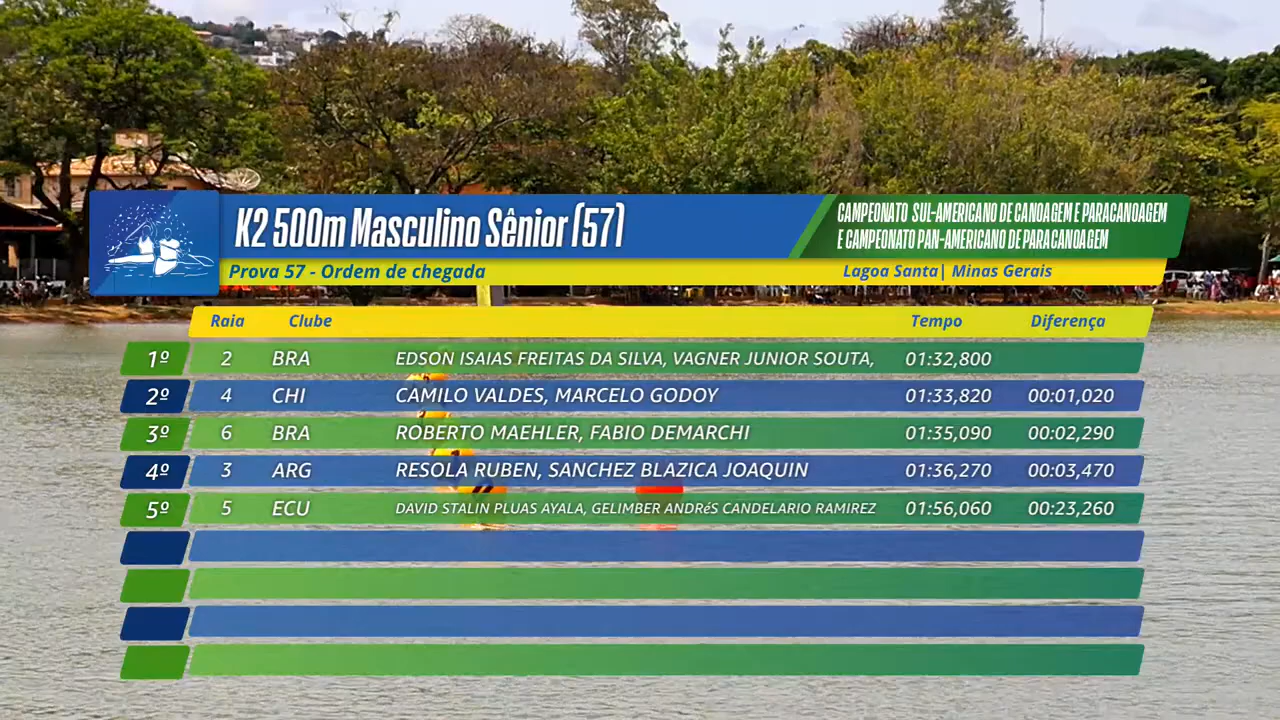 K2 500m Masculino Sênior (57)
CAMPEONATO SUL-AMERICANO DE CANOAGEM E PARACANOAGEM
E CAMPEONATO PAN-AMERICANO DE PARACANOAGEM
Prova 57 - Ordem de chegada
Lagoa Santa| Minas Gerais
Raia Clube Tempo Diferença
1º 2 BRA EDSON ISAIAS FREITAS DA SILVA, VAGNER JUNIOR SOUTA, 01:32,800
2º 4 CHI CAMILO VALDES, MARCELO GODOY 01:33,820 00:01,020
3º 6 BRA ROBERTO MAEHLER, FABIO DEMARCHI 01:35,090 00:02,290
4º 3 ARG RESOLA RUBEN, SANCHEZ BLAZICA JOAQUIN 01:36,270 00:03,470
5º 5 ECU DAVID STALIN PLUAS AYALA, GELIMBER ANDRéS CANDELARIO RAMIREZ 01:56,060 00:23,260